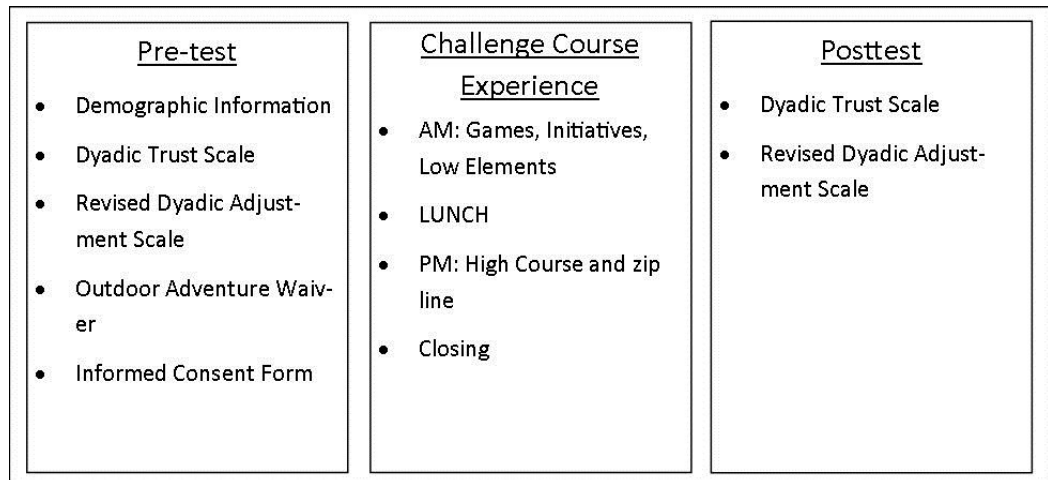 Pre-test
• Demographic Information
• Dyadic Trust Scale
• Revised Dyadic Adjust-
ment Scale
• Outdoor Adventure Waiv-
er
• Informed Consent Form
Challenge Course
Experience
• AM: Games, Initiatives,
Low Elements
• LUNCH
• PM: High Course and zip
line
• Closing
Posttest
• Dyadic Trust Scale
• Revised Dyadic Adjust-
ment Scale